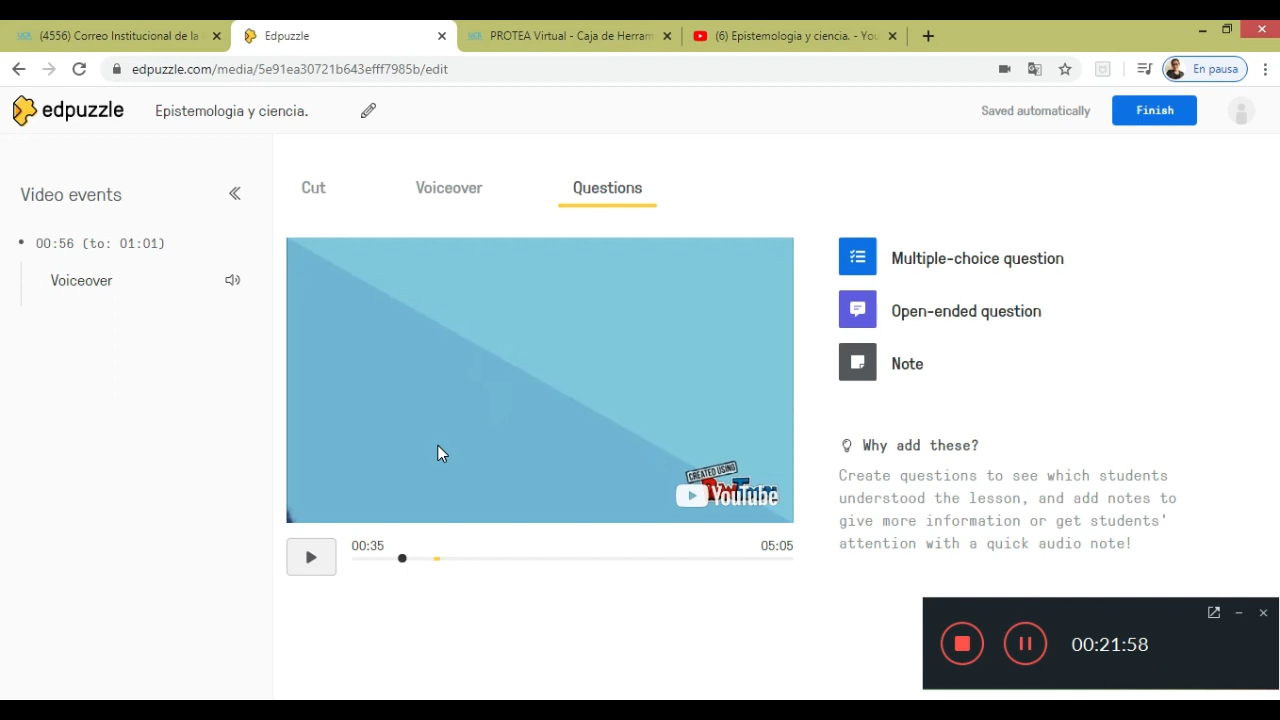 (4556) Correo Institucional de la
Edpuzzle
PROTEA Virtual - Caja de Herram
(6) Epistemologia y ciencia. - You
edpuzzle.com/media/5e91ea30721b643efff7985b/edit
En pausa
edpuzzle
Epistemologia y ciencia.
Saved automatically
Finish
Video events
Cut
Voiceover
Questions
00:56 (to: 01:01)
Voiceover
Multiple-choice question
Open-ended question
Note
CREATED USING
YouTube
Why add these?
Create questions to see which students
understood the lesson, and add notes to
give more information or get students'
attention with a quick audio note!
00:35
05:05
00:21:58